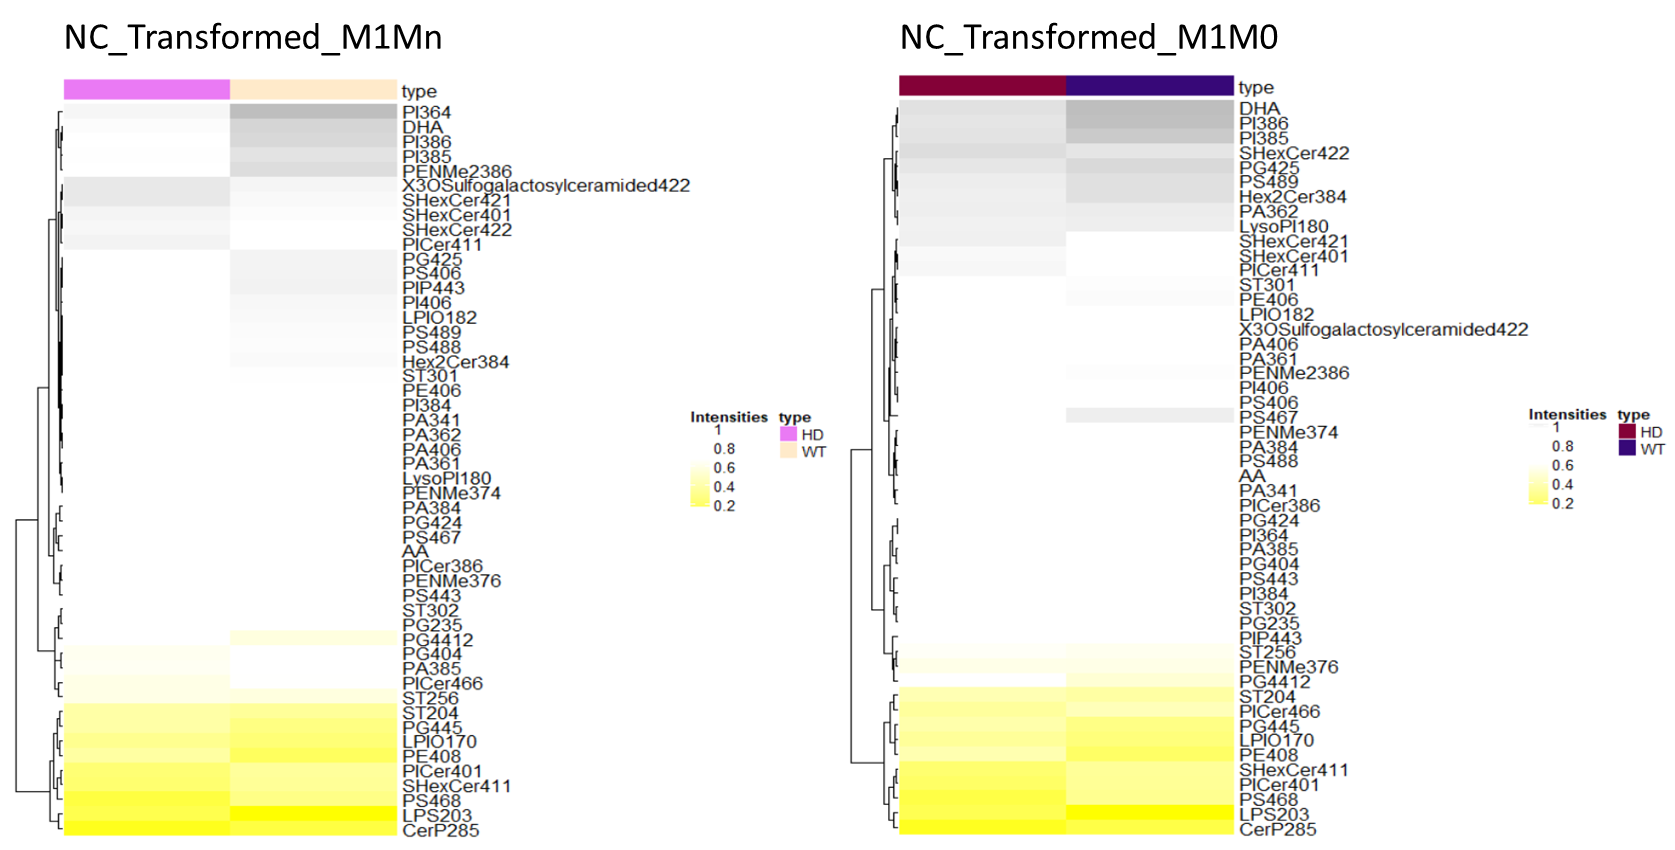 NC_Transformed_M1Mn
type
PI364
DHA
PI386
PI385
PENMe2386
X3OSulfogalactosylceramided422
SHexCer421
SHexCer401
SHexCer422
PICer411
PG425
PS406
PIP443
PI406
LPIO182
PS489
PS488
Hex2Cer384
ST301
PE406
PI384
PA341
PA362
PA406
PA361
LysoPI180
PENMe374
PA384
PG424
PS467
AA
PICer386
PENMe376
PS443
ST302
PG235
PG4412
PG404
PA385
PICer466
ST256
ST204
PG445
LPIO170
PE408
PICer401
SHexCer411
PS468
LPS203
CerP285
Intensities
1
0.8
0.6
0.4
0.2
type
HD
WT
NC_Transformed_M1M0
type
DHA
PI386
PI385
SHexCer422
PG425
PS489
Hex2Cer384
PA362
LysoPI180
SHexCer421
SHexCer401
PICer411
ST301
PE406
LPIO182
X3OSulfogalactosylceramided422
PA406
PA361
PENMe2386
PI406
PS406
PS467
PENMe374
PA384
PS488
AA
PA341
PICer386
PG424
PI364
PA385
PG404
PS443
PI384
ST302
PG235
PIP443
ST256
PENMe376
PG4412
ST204
PICer466
PG445
LPIO170
PE408
SHexCer411
PICer401
PS468
LPS203
CerP285
Intensities
1
0.8
0.6
0.4
0.2
type
HD
WT